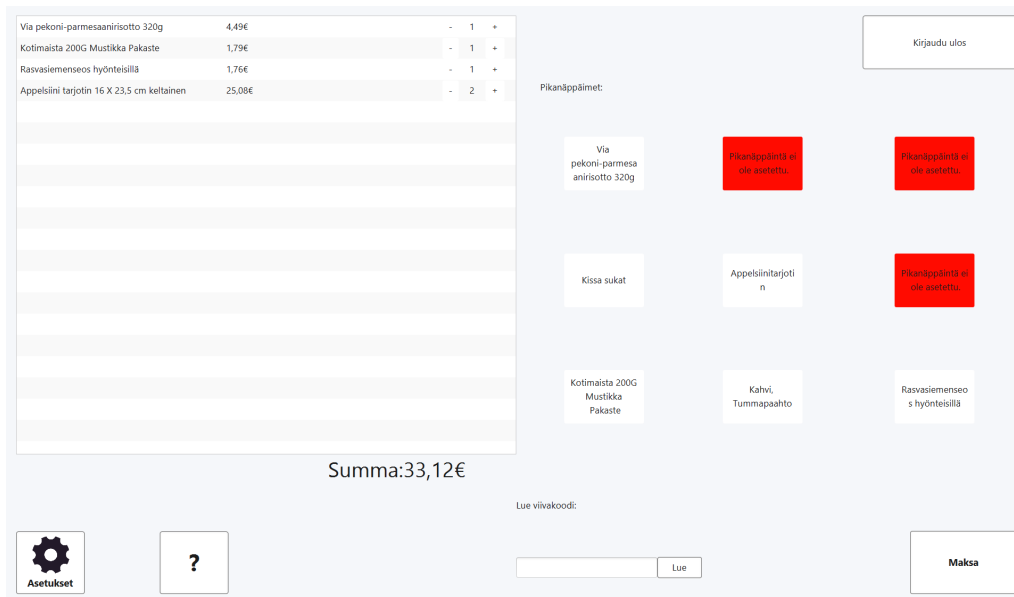 Via pekoni-parmesaanirisotto 320g 4,49€ - 1 +
Kotimaista 200G Mustikka Pakaste 1,79€ - 1 +
Rasvasiemenseos hyönteisillä 1,76€ - 1 +
Appelsiini tarjotin 16 X 23,5 cm keltainen 25,08€ - 2 +
Summa:33,12€
Kirjaudu ulos
Pikanäppäimet:
Via
pekoni-parmesa
anirisotto 320g
Pikanäppäintä ei
ole asetettu.
Pikanäppäintä ei
ole asetettu.
Kissa sukat
Appelsiinitarjoti
n
Pikanäppäintä ei
ole asetettu.
Kotimaista 200G
Mustikka
Pakaste
Kahvi,
Tummapaahto
Rasvasiemenseo
s hyönteisillä
Lue viivakoodi:
Asetukset
?
Lue
Maksa